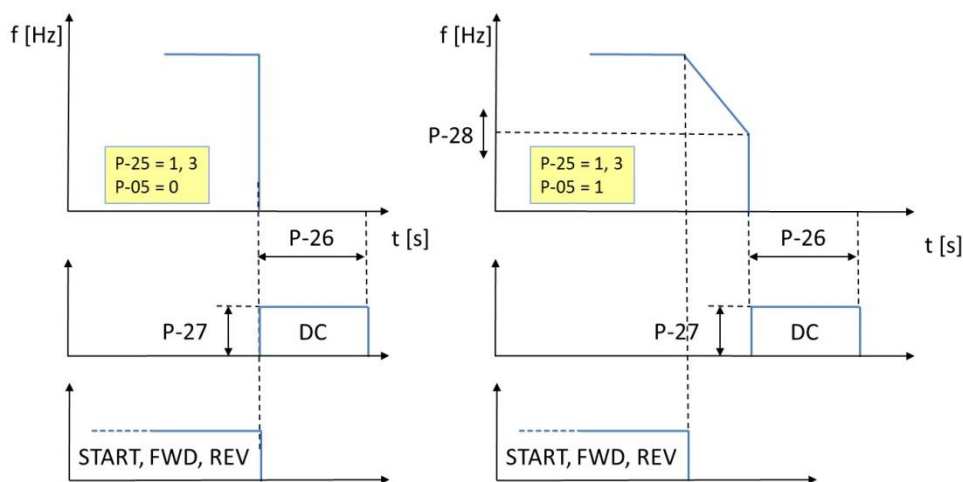 f [Hz]
P-25 = 1, 3
P-05 = 0
t [s]
P-26
P-27
DC
START, FWD, REV
f [Hz]
P-28
P-25 = 1, 3
P-05 = 1
t [s]
P-26
P-27
DC
START, FWD, REV